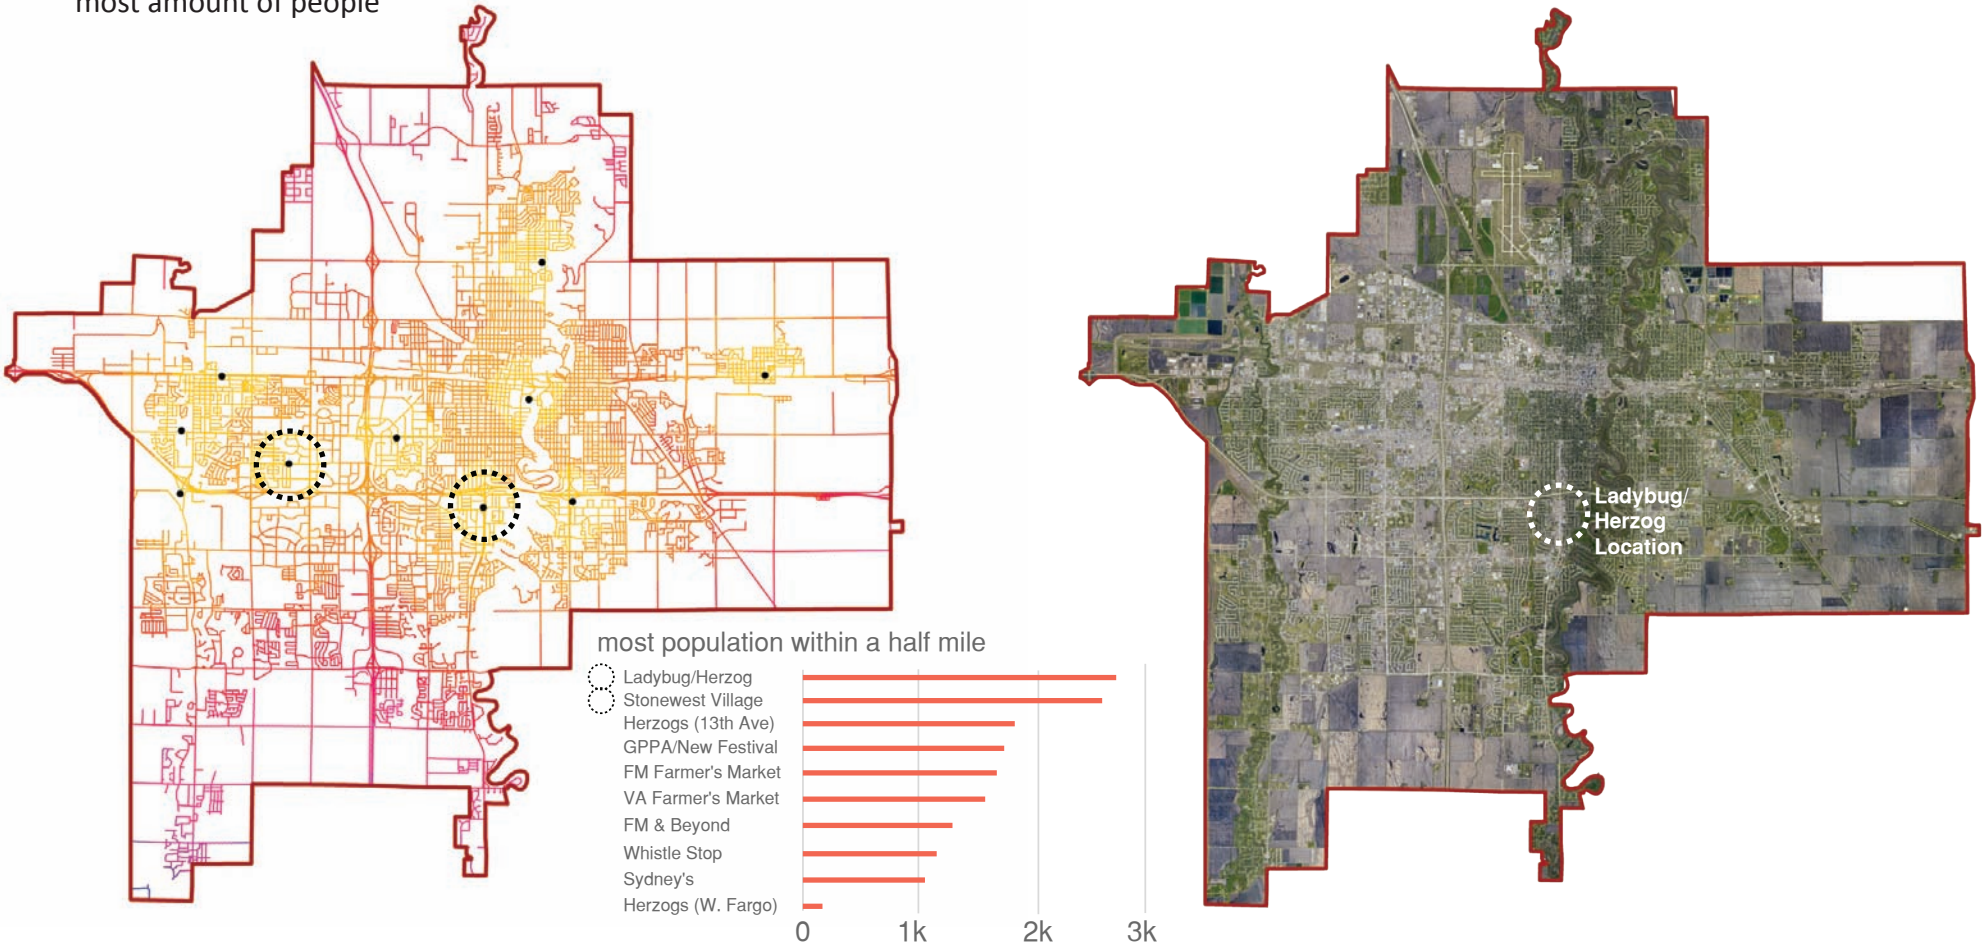 most amount of people
Ladybug/
Herzog
Location
most population within a half mile
Ladybug/Herzog
Stonewest Village
Herzogs (13th Ave)
GPPA/New Festival
FM Farmer's Market
VA Farmer's Market
FM & Beyond
Whistle Stop
Sydney's
Herzogs (W. Fargo)
0 1k 2k 3k